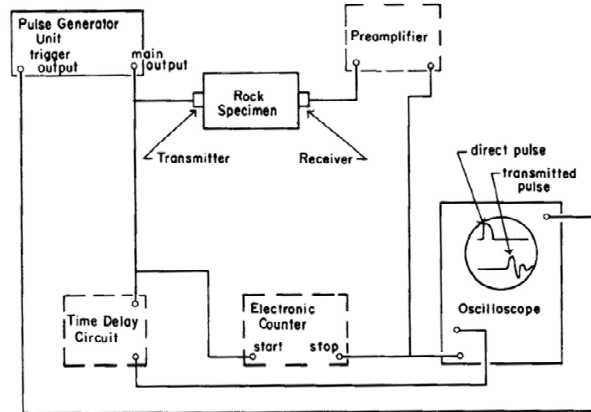 Pulse Generator
Unit
trigger
output
main
output
Preamplifier
Rock
Specimen
Transmitter
Receiver
direct pulse
transmitted
pulse
Oscilloscope
Time Delay
Circuit
Electronic
Counter
start stop